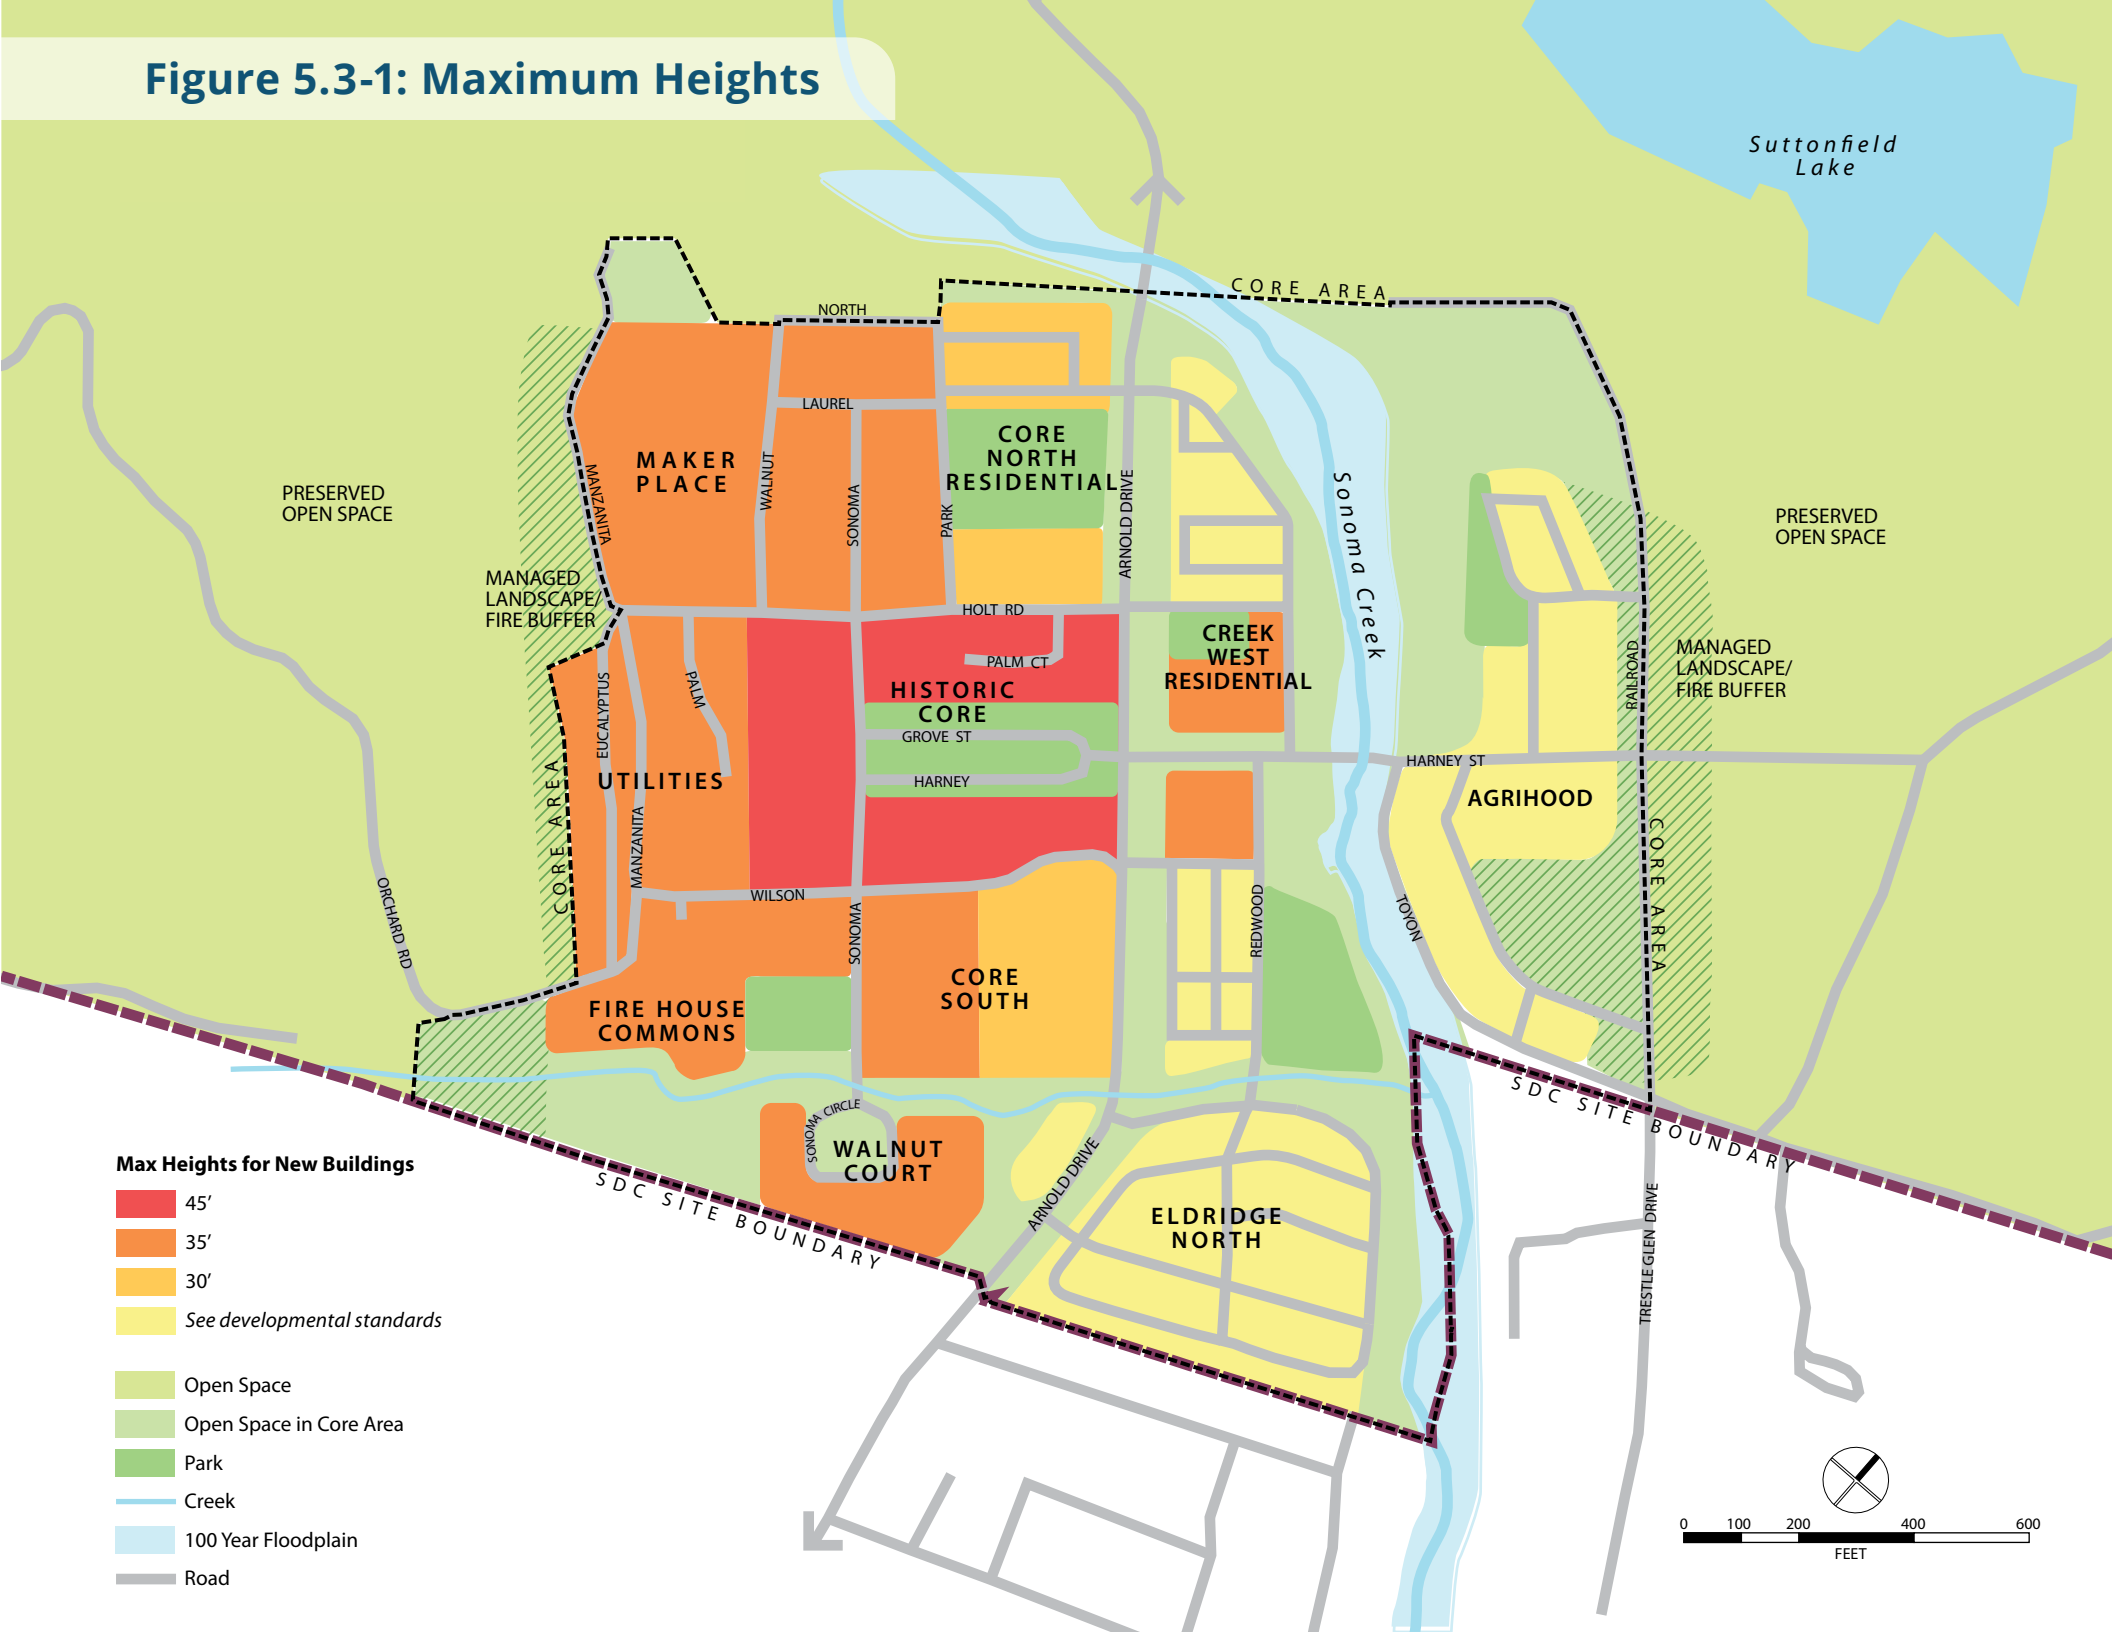 Figure 5.3-1: Maximum Heights
Suttonfield
Lake
CORE AREA
NORTH
LAUREL
MAKER
PLACE
CORE
NORTH
RESIDENTIAL
MANZANITA
WALNUT
SONOMA
PARK
ARNOLD DRIVE
Sonoma Creek
PRESERVED
OPEN SPACE
PRESERVED
OPEN SPACE
MANAGED
LANDSCAPE/
FIRE BUFFER
HOLT RD
CREEK
WEST
RESIDENTIAL
PALM CT
HISTORIC
CORE
GROVE ST
HARNEY
EUCALYPTUS
PALM
UTILITIES
MANZANITA
CORE AREA
RAILROAD
MANAGED
LANDSCAPE/
FIRE BUFFER
HARNEY ST
AGRIHOOD
CORE AREA
ORCHARD RD
WILSON
SONOMA
REDWOOD
TOYON
CORE
SOUTH
FIRE HOUSE
COMMONS
SONOMA CIRCLE
WALNUT
COURT
ARNOLD DRIVE
ELDRIDGE
NORTH
SDC SITE BOUNDARY
SDC SITE BOUNDARY
TRESTLE GLEN DRIVE
Max Heights for New Buildings
45’
35’
30’
See developmental standards
Open Space
Open Space in Core Area
Park
Creek
100 Year Floodplain
Road
0 100 200 400 600
FEET